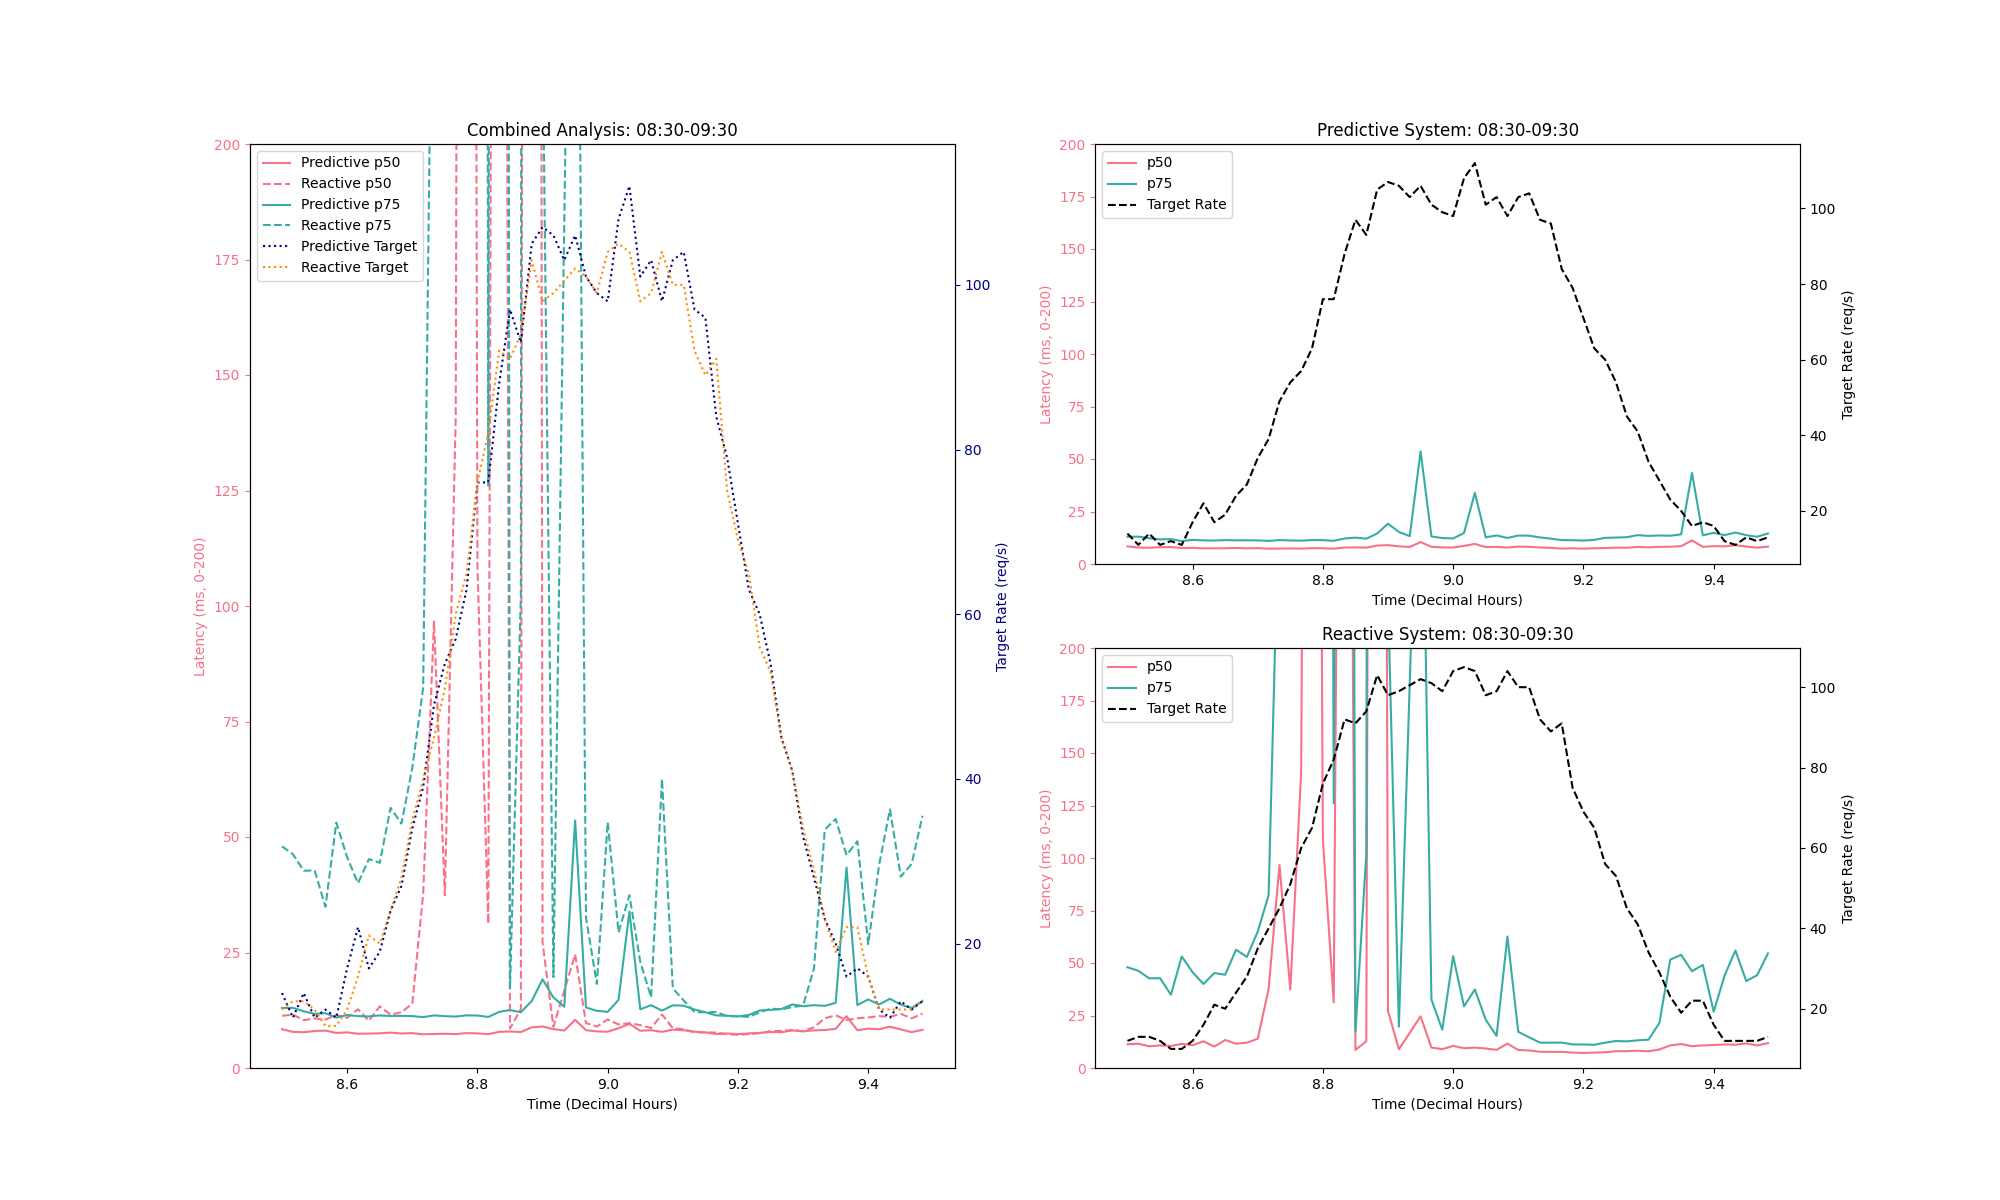 Combined Analysis: 08:30-09:30
Predictive p50
Reactive p50
Predictive p75
Reactive p75
Predictive Target
Reactive Target
200
175
150
125
100
75
50
25
0
Latency (ms, 0-200)
100
80
60
40
20
Target Rate (req/s)
8.6 8.8 9.0 9.2 9.4
Time (Decimal Hours)
Predictive System: 08:30-09:30
p50
p75
Target Rate
200
175
150
125
100
75
50
25
0
Latency (ms, 0-200)
100
80
60
40
20
Target Rate (req/s)
8.6 8.8 9.0 9.2 9.4
Time (Decimal Hours)
Reactive System: 08:30-09:30
p50
p75
Target Rate
200
175
150
125
100
75
50
25
0
Latency (ms, 0-200)
100
80
60
40
20
Target Rate (req/s)
8.6 8.8 9.0 9.2 9.4
Time (Decimal Hours)